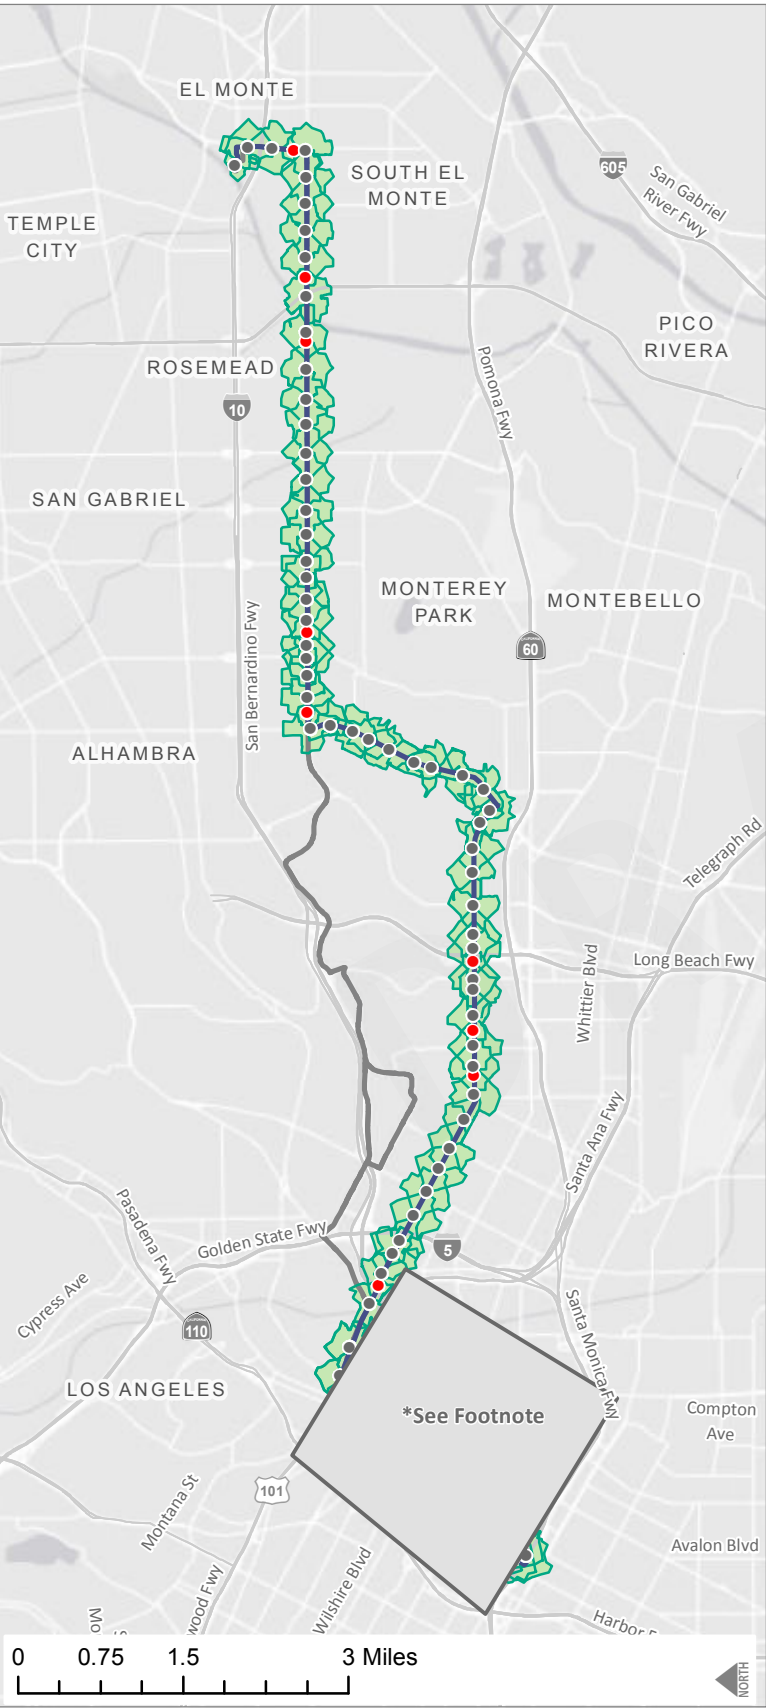 EL MONTE
SOUTH EL
MONTE
605
San Gabriel
River Fwy
TEMPLE
CITY
PICO
RIVERA
ROSEMEAD
Pomona Fwy
10
SAN GABRIEL
MONTEREY
PARK
MONTEBELLO
San Bernardino Fwy
60
ALHAMBRA
Telegraph Rd
Long Beach Fwy
Whittier Blvd
Santa Ana Fwy
Pasadena Fwy
Golden State Fwy
5
Cypress Ave
110
Santa Monica Fwy
LOS ANGELES
*See Footnote
Compton
Ave
101
Montana St
Avalon Blvd
Wilshire Blvd
wood Fwy
Harbor F
Mo
0 0.75 1.5 3 Miles
NORTH